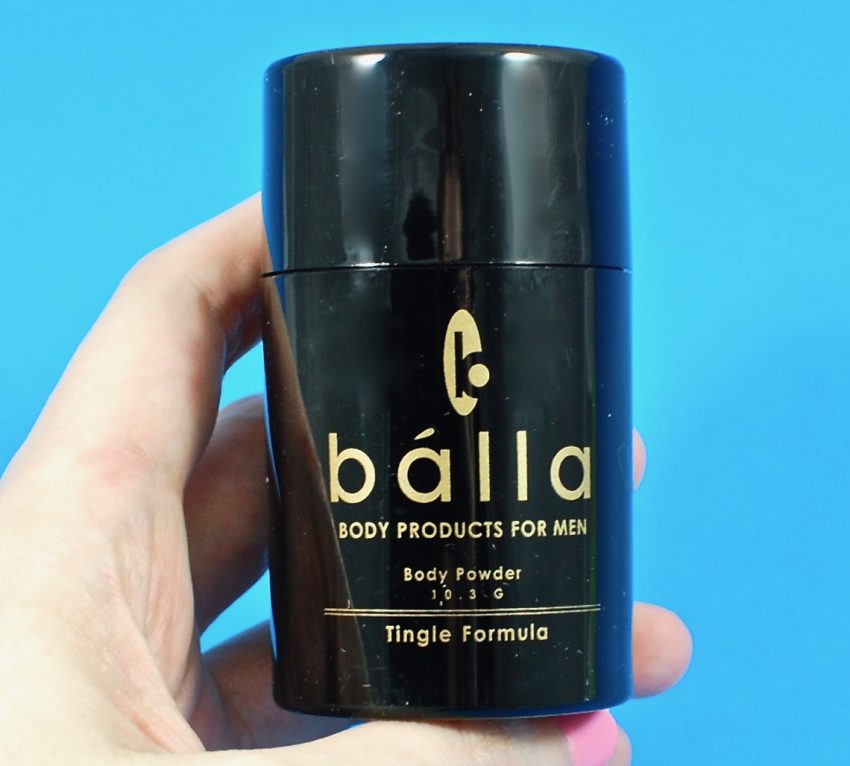 b
bálla
BODY PRODUCTS FOR MEN
Body Powder
10.3 G
Tingle Formula